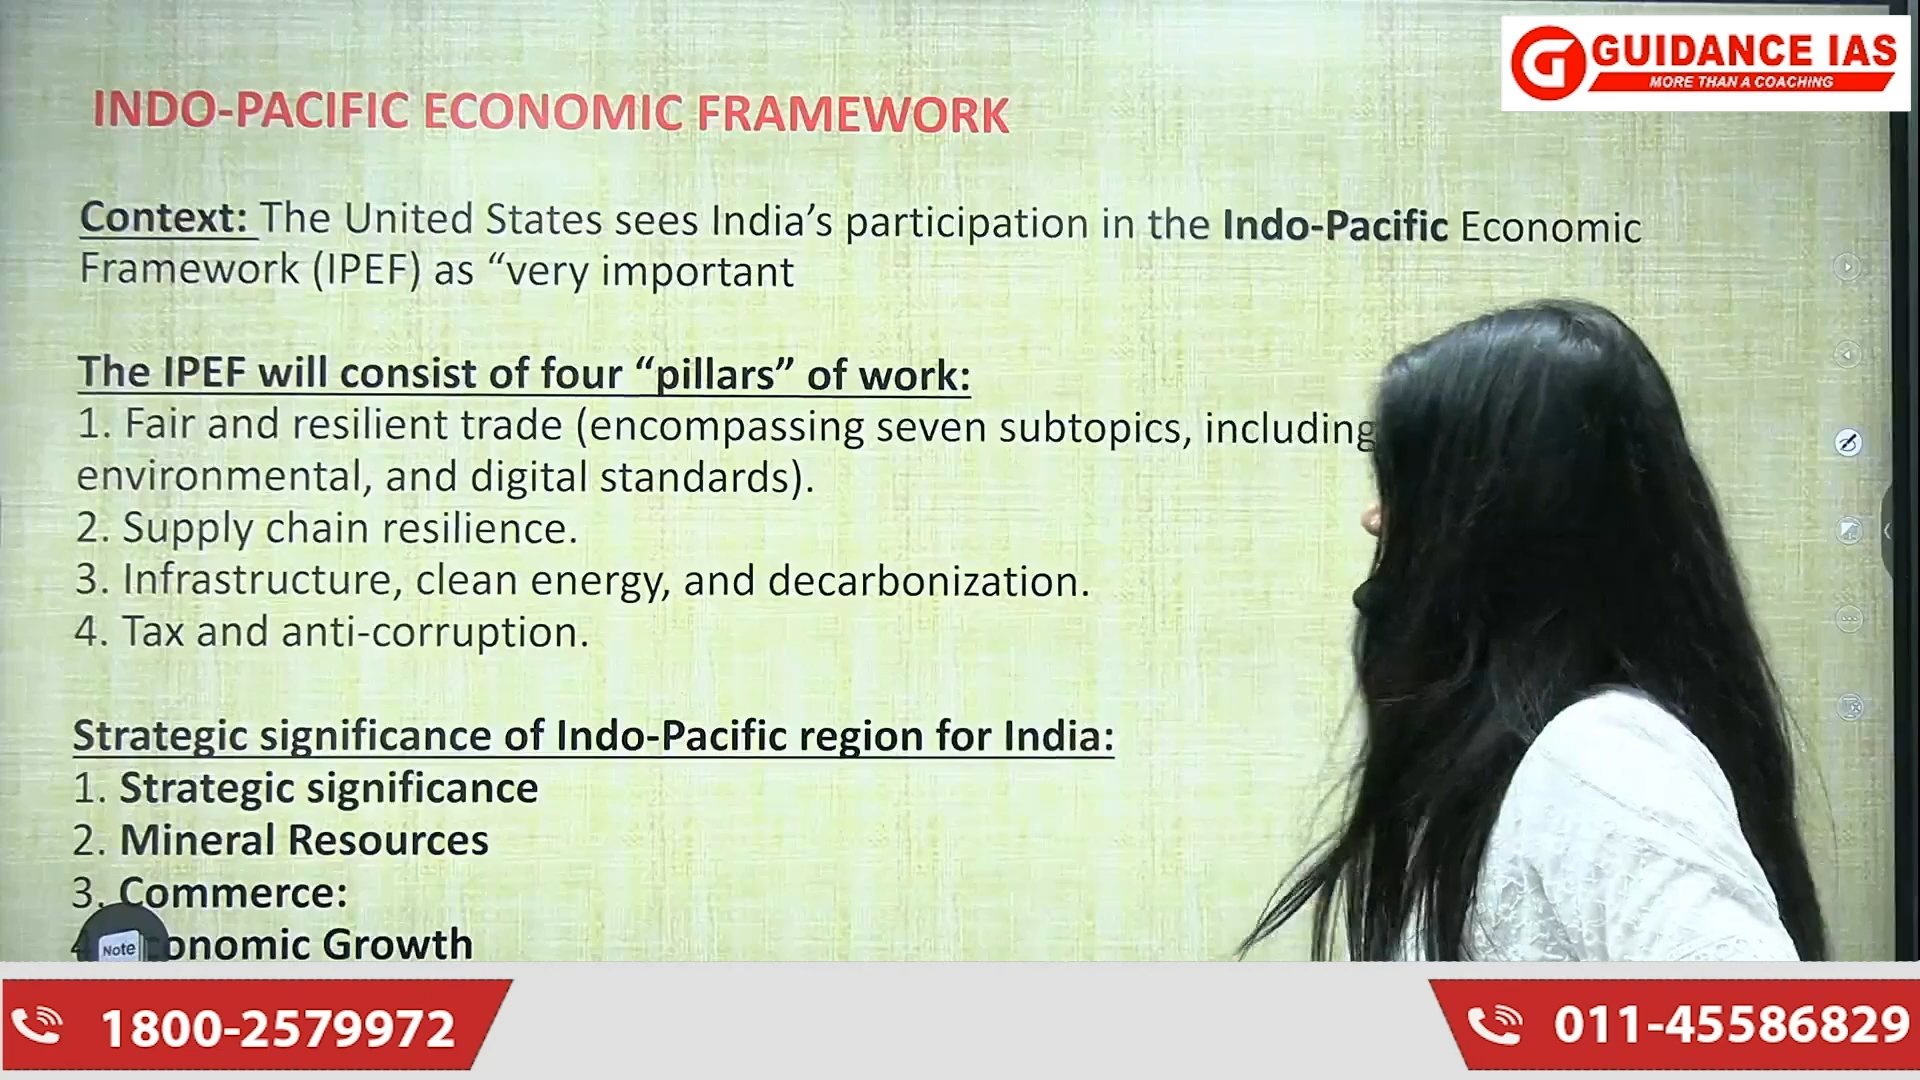 GUIDANCE IAS
MORE THAN A COACHING
INDO-PACIFIC ECONOMIC FRAMEWORK
Context: The United States sees India’s participation in the Indo-Pacific Economic
Framework (IPEF) as “very important
The IPEF will consist of four “pillars” of work:
1. Fair and resilient trade (encompassing seven subtopics, including
environmental, and digital standards).
2. Supply chain resilience.
3. Infrastructure, clean energy, and decarbonization.
4. Tax and anti-corruption.
Strategic significance of Indo-Pacific region for India:
1. Strategic significance
2. Mineral Resources
3. Commerce:
Growth
Note
1800-2579972
011-45586829